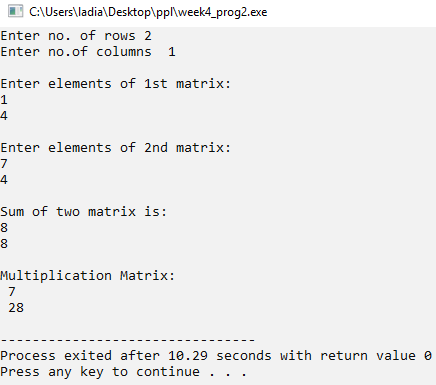 C:\Users\ladia\Desktop\ppl\week4_prog2.exe
Enter no. of rows 2
Enter no.of columns  1
Enter elements of 1st matrix:
1
4
Enter elements of 2nd matrix:
7
4
Sum of two matrix is:
8
8
Multiplication Matrix:
 7
 28
--------------------------------
Process exited after 10.29 seconds with return value 0
Press any key to continue . . .